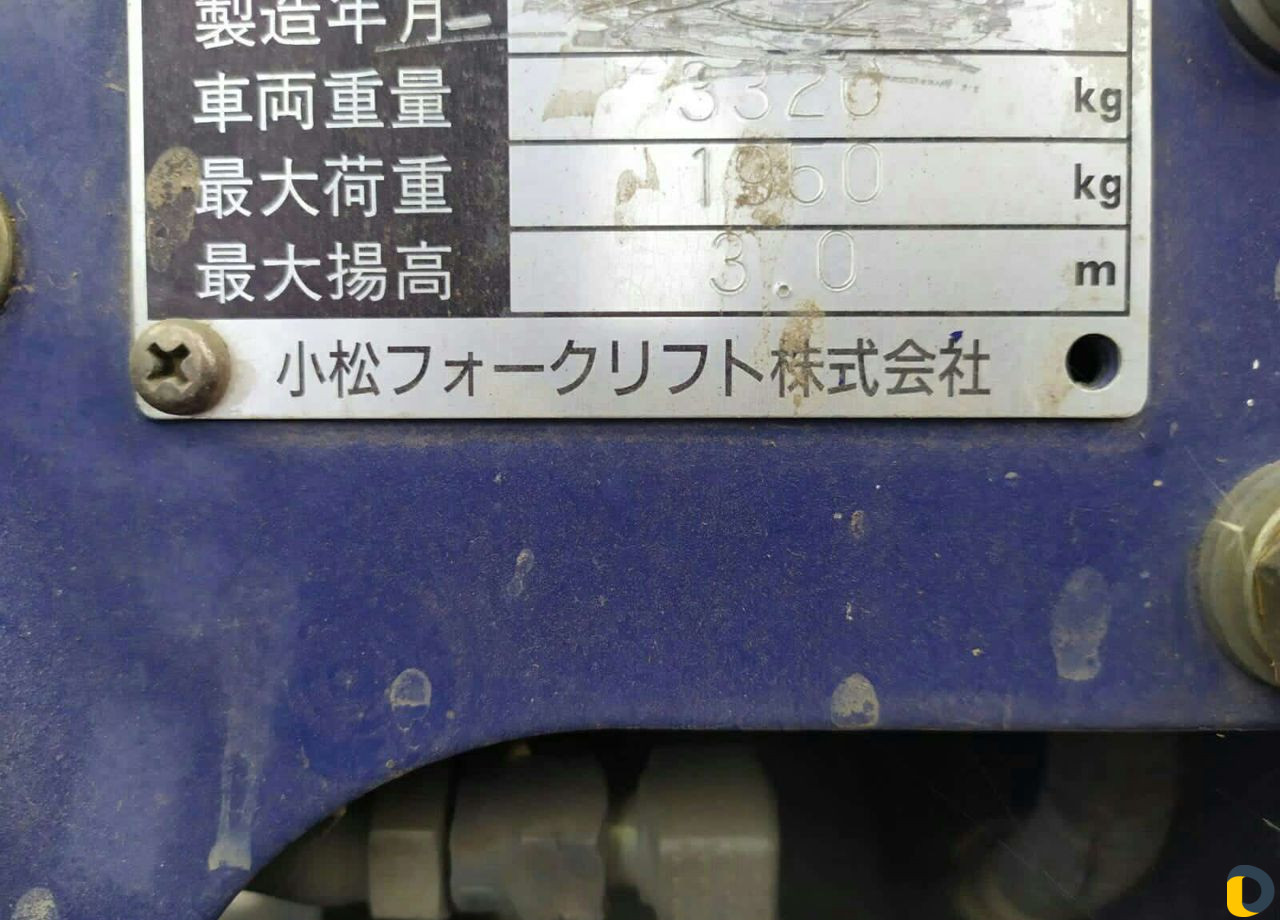 製造年月
車両重量 3320 kg
最大荷重 1950 kg
最大揚高 3.0 m
小松フォークリフト株式会社